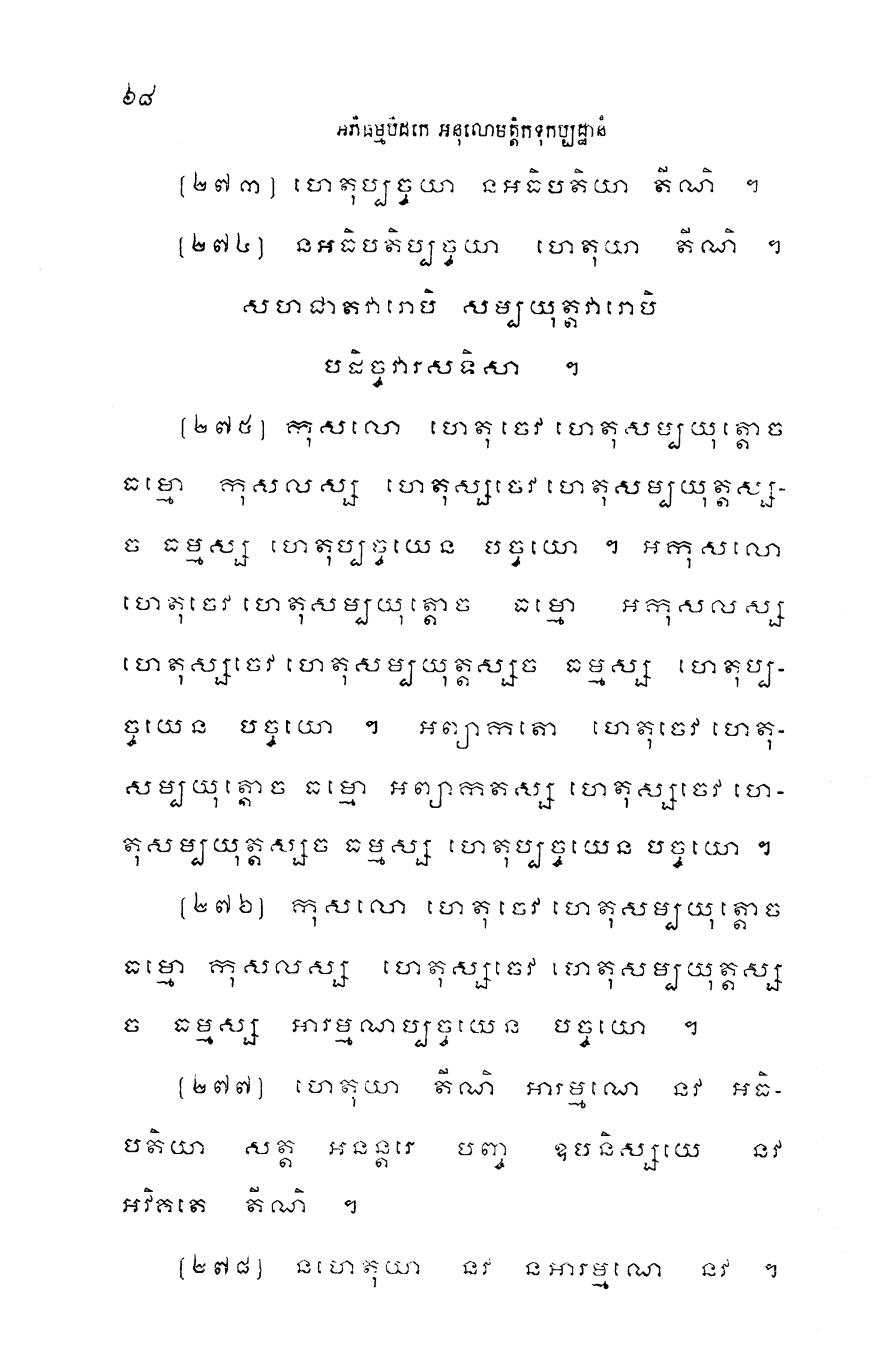 ៦៨
អភិធម្មបិដកេ អនុលោមត្តិកទុកប្បដ្ឋានំ
[២៧៣] ហេតុប្បច្ចយា នអធិបតិយា តីណិ ។
[២៧៤] នអធិបតិប្បច្ចយា ហេតុយា តីណិ ។
សហជាតវារោបិ សម្បយុត្តវារោបិ
បដិច្ចវារសទិសា ។
[២៧៥] កុសលោ ហេតុចេវ ហេតុសម្បយុត្តោច
ធម្មោ កុសលស្ស ហេតុស្សចេវ ហេតុសម្បយុត្តស្ស-
ច ធម្មស្ស ហេតុប្បច្ចយេន បច្ចយោ ។ អកុសលោ
ហេតុចេវ ហេតុសម្បយុត្តោច ធម្មោ អកុសលស្ស
ហេតុស្សចេវ ហេតុសម្បយុត្តស្សច ធម្មស្ស ហេតុប្ប-
ច្ចយេន បច្ចយោ ។ អព្យាកតោ ហេតុចេវ ហេតុ-
សម្បយុត្តោច ធម្មោ អព្យាកតស្ស ហេតុស្សចេវ ហេ-
តុសម្បយុត្តស្សច ធម្មស្ស ហេតុប្បច្ចយេន បច្ចយោ ។
[២៧៦] កុសលោ ហេតុចេវ ហេតុសម្បយុត្តោច
ធម្មោ កុសលស្ស ហេតុស្សចេវ ហេតុសម្បយុត្តស្ស
ច ធម្មស្ស អារម្មណប្បច្ចយេន បច្ចយោ ។
[២៧៧] ហេតុយា តីណិ អារម្មណេ នវ អធិ-
បតិយា សត្ត អនន្តរេ បញ្ច ឧបនិស្សយេ នវ
អវិគតេ តីណិ ។
[២៧៨] នហេតុយា នវ នអារម្មណេ នវ ។